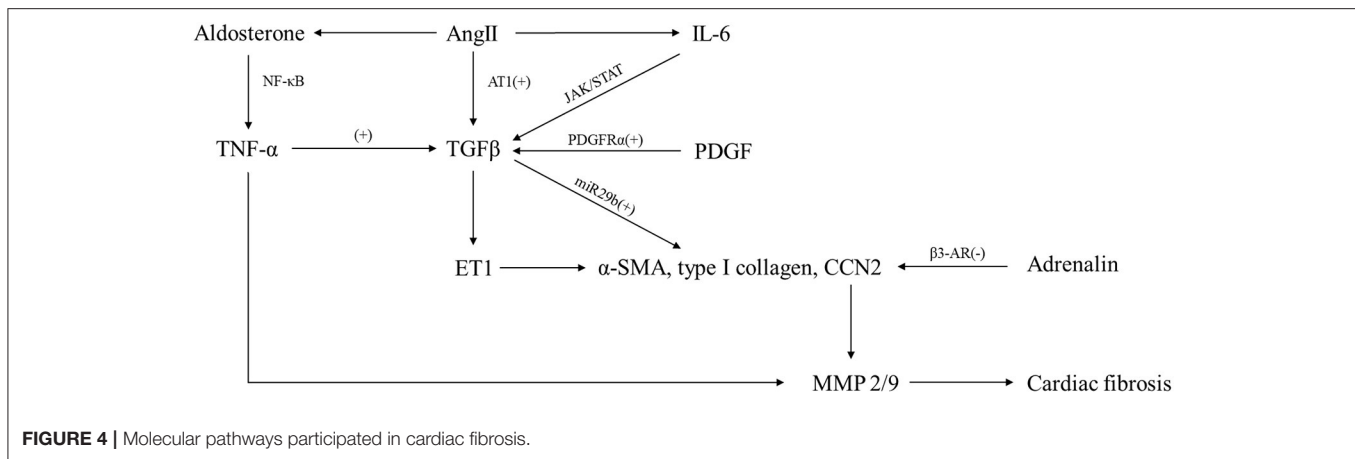 Aldosterone AngII IL-6
NF-κB AT1(+) JAK/STAT
TNF-α (+) TGFβ PDGFRα(+) PDGF
miR29b(+)
ET1 α-SMA, type I collagen, CCN2 β3-AR(-) Adrenalin
MMP 2/9 Cardiac fibrosis
FIGURE 4 | Molecular pathways participated in cardiac fibrosis.